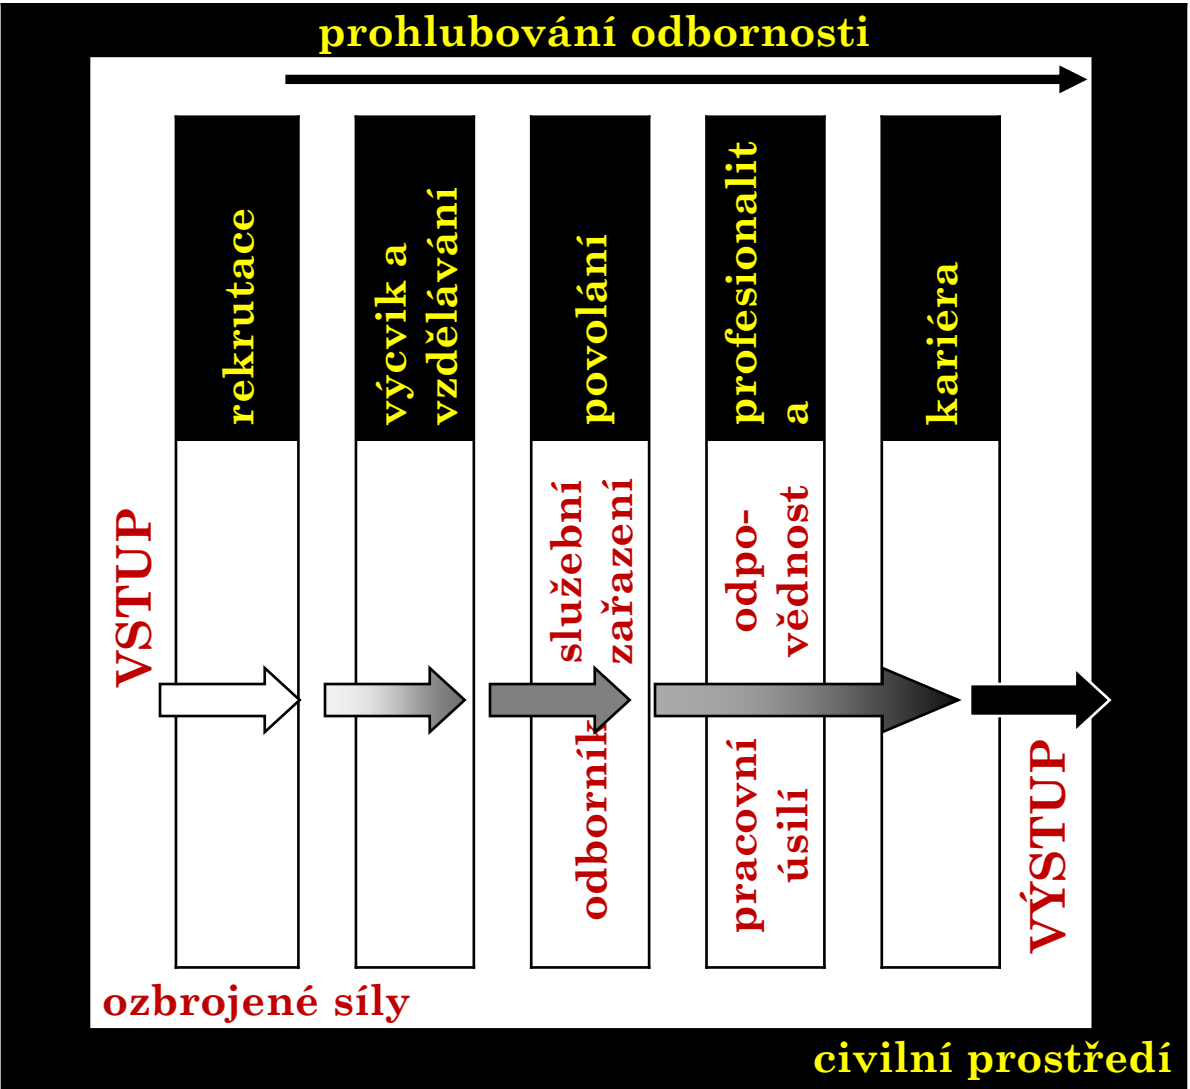 prohlubování odbornosti
rekrutace
výcvik a
vzdělávání
povolání
profesionalit
a
kariéra
VSTUP
služební
zařazení
odborník
odpo-
vědnost
pracovní
úsilí
VÝSTUP
ozbrojené síly
civilní prostředí